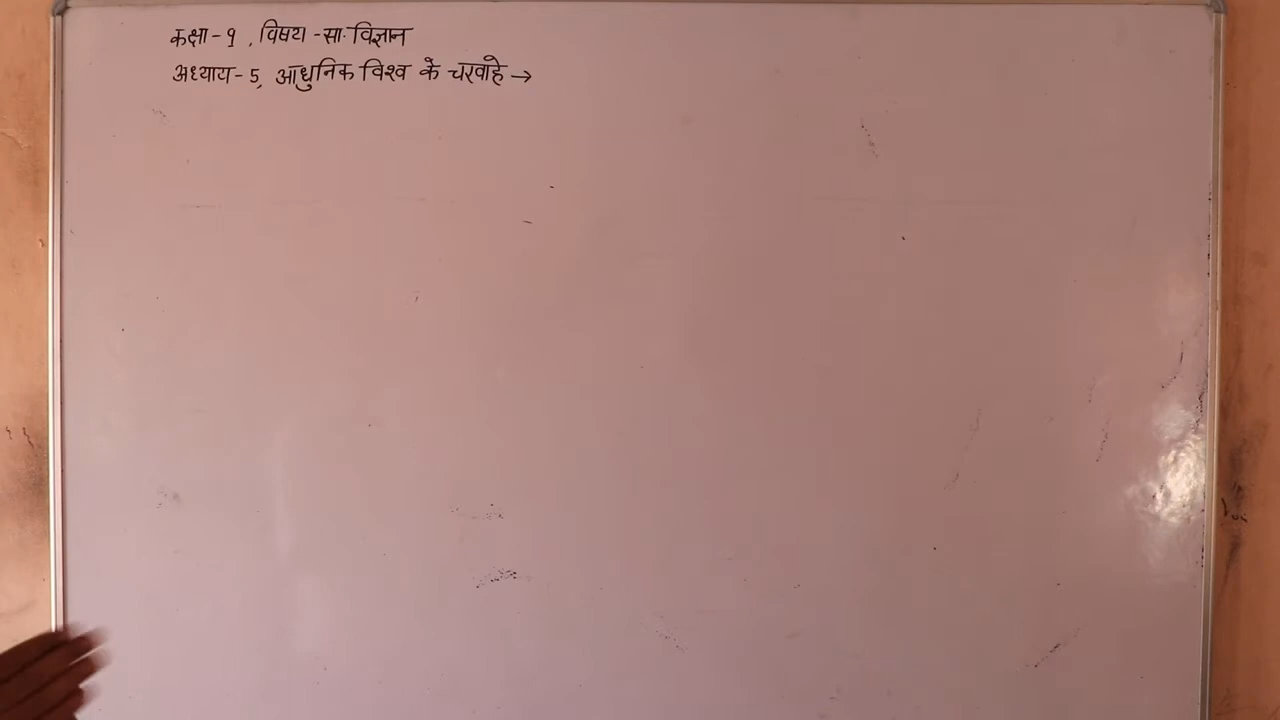 कक्षा - 9 , विषय - सा. विज्ञान
अध्याय - 5, आधुनिक विश्व के चरवाहे →